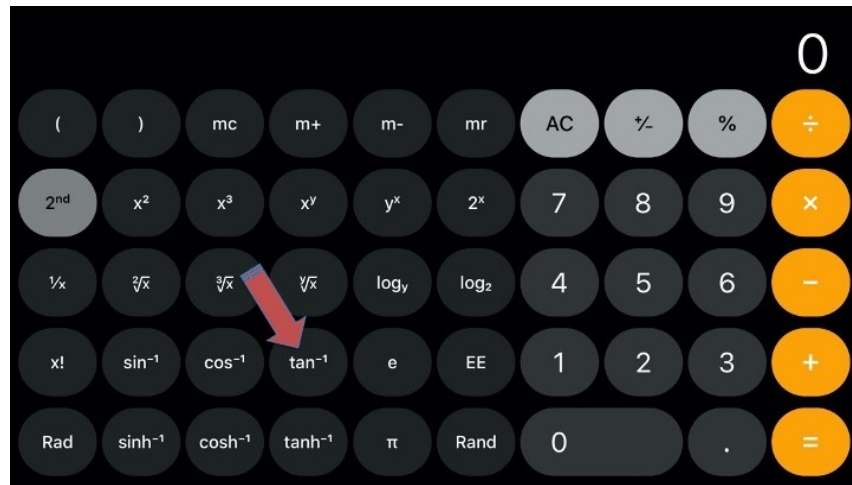 0
( ) mc m+ m- mr AC +/- % ÷
2ⁿᵈ x² x³ xʸ yˣ 2ˣ 7 8 9 ×
¹⁄ₓ ²√x ³√x ʸ√x logᵧ log₂ 4 5 6 −
x! sin⁻¹ cos⁻¹ tan⁻¹ e EE 1 2 3 +
Rad sinh⁻¹ cosh⁻¹ tanh⁻¹ π Rand 0 . =